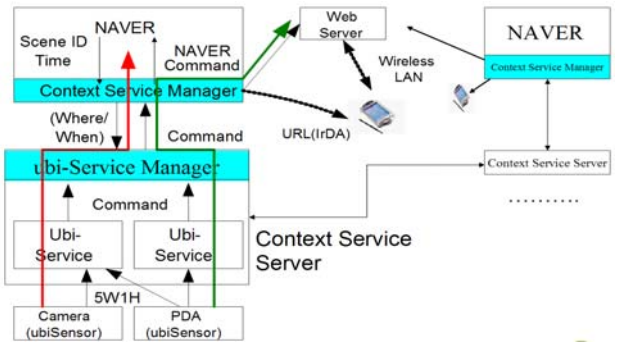 NAVER
Scene ID
Time
NAVER
Command
Context Service Manager
(Where/
When)
Command
ubi-Service Manager
Command
Ubi-
Service
Ubi-
Service
5W1H
Camera
(ubiSensor)
PDA
(ubiSensor)
Context Service
Server
Web
Server
Wireless
LAN
URL(IrDA)
NAVER
Context Service Manager
Context Service Server
..........